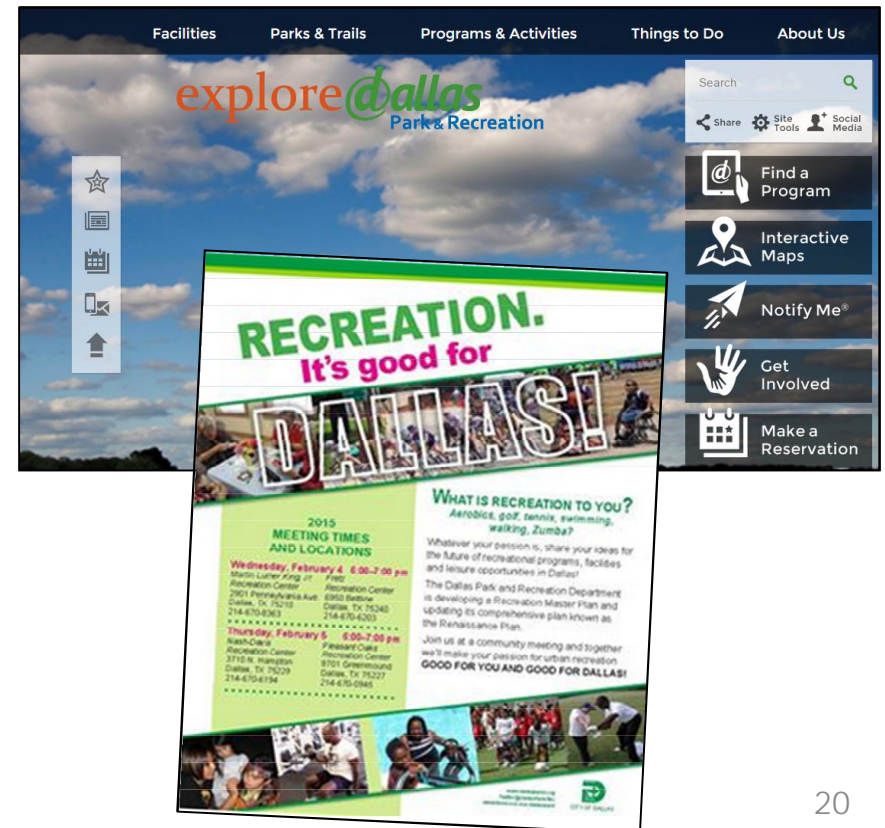 Facilities Parks & Trails Programs & Activities Things to Do About Us
exploredallas
Park & Recreation
Search
Share Site Tools Social Media
Find a
Program
Interactive
Maps
Notify Me®
Get
Involved
Make a
Reservation
RECREATION.
It's good for
DALLAS!
2015
MEETING TIMES
AND LOCATIONS
Wednesday, February 4 6:00–7:00 pm
Martin Luther King, Jr. Fretz
Recreation Center Recreation Center
2901 Pennsylvania Ave. 6950 Beltline
Dallas, TX 75210 Dallas, TX 75240
214-670-8363 214-670-6203
Thursday, February 5 6:00–7:00 pm
Nash-Davis Pleasant Oaks
Recreation Center Recreation Center
3710 N. Hampton 8701 Greenmound
Dallas, TX Dallas, TX 75227
214-670-6194 214-670-0945
WHAT IS RECREATION TO YOU?
Aerobics, golf, tennis, swimming,
walking, Zumba?
Whatever your passion is, share your ideas for
the future of recreational programs, facilities
and leisure opportunities in Dallas!
The Dallas Park and Recreation Department
is developing a Recreation Master Plan and
updating its comprehensive plan known as
the Renaissance Plan.
Join us at a community meeting and together
we'll make your passion for urban recreation
GOOD FOR YOU AND GOOD FOR DALLAS!
CITY OF DALLAS
20